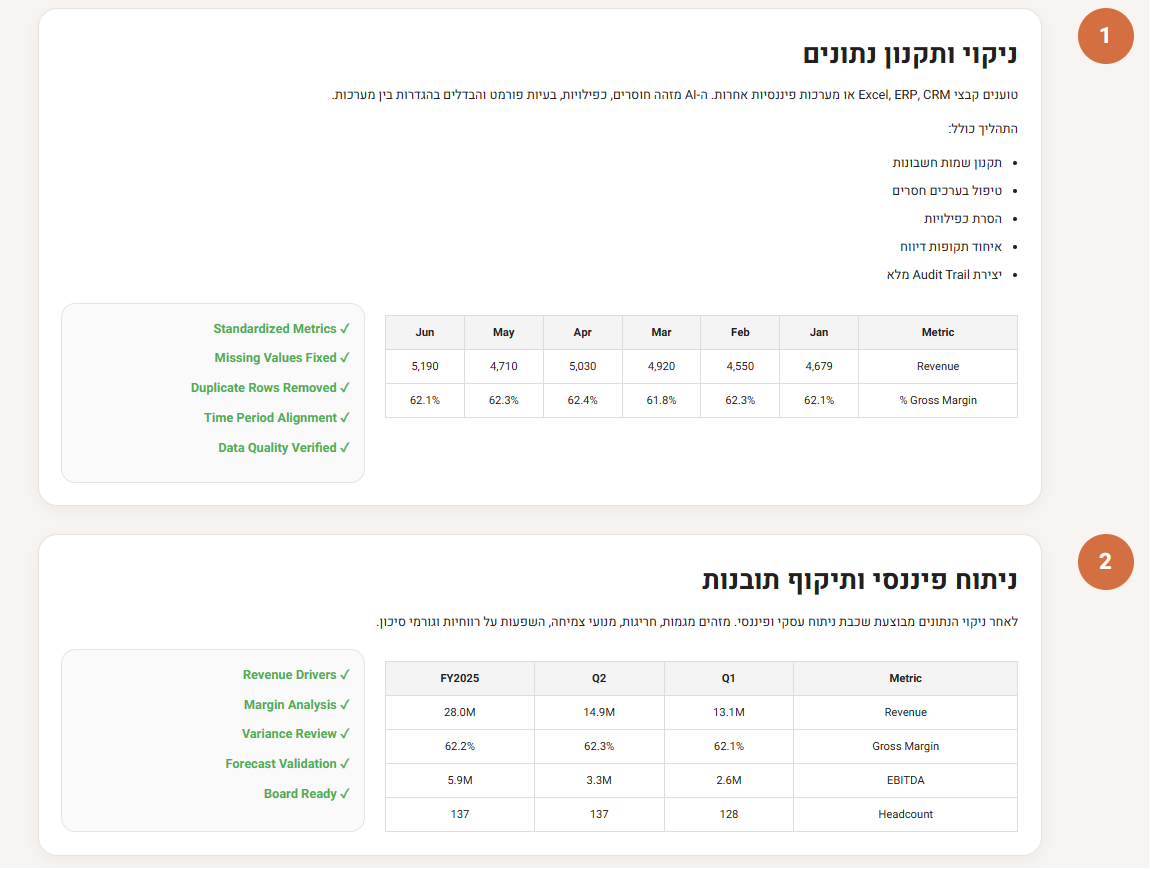 1
ניקוי ותקנון נתונים
טוענים קבצי Excel, ERP, CRM או מערכות פיננסיות אחרות. ה-AI מזהה חוסרים, כפילויות, בעיות פורמט והבדלים בהגדרות בין מערכות.
התהליך כולל:
• תקנון שמות חשבונות
• טיפול בערכים חסרים
• הסרת כפילויות
• איחוד תקופות דיווח
• יצירת Audit Trail מלא
Metric Jan Feb Mar Apr May Jun
Revenue 4,679 4,550 4,920 5,030 4,710 5,190
% Gross Margin 62.1% 62.3% 61.8% 62.4% 62.3% 62.1%
✓ Standardized Metrics
✓ Missing Values Fixed
✓ Duplicate Rows Removed
✓ Time Period Alignment
✓ Data Quality Verified
2
ניתוח פיננסי ותיקוף תובנות
לאחר ניקוי הנתונים מבוצעת שכבת ניתוח עסקי ופיננסי. מזהים מגמות, חריגות, מנועי צמיחה, השפעות על רווחיות וגורמי סיכון.
Metric Q1 Q2 FY2025
Revenue 13.1M 14.9M 28.0M
Gross Margin 62.1% 62.3% 62.2%
EBITDA 2.6M 3.3M 5.9M
Headcount 128 137 137
✓ Revenue Drivers
✓ Margin Analysis
✓ Variance Review
✓ Forecast Validation
✓ Board Ready